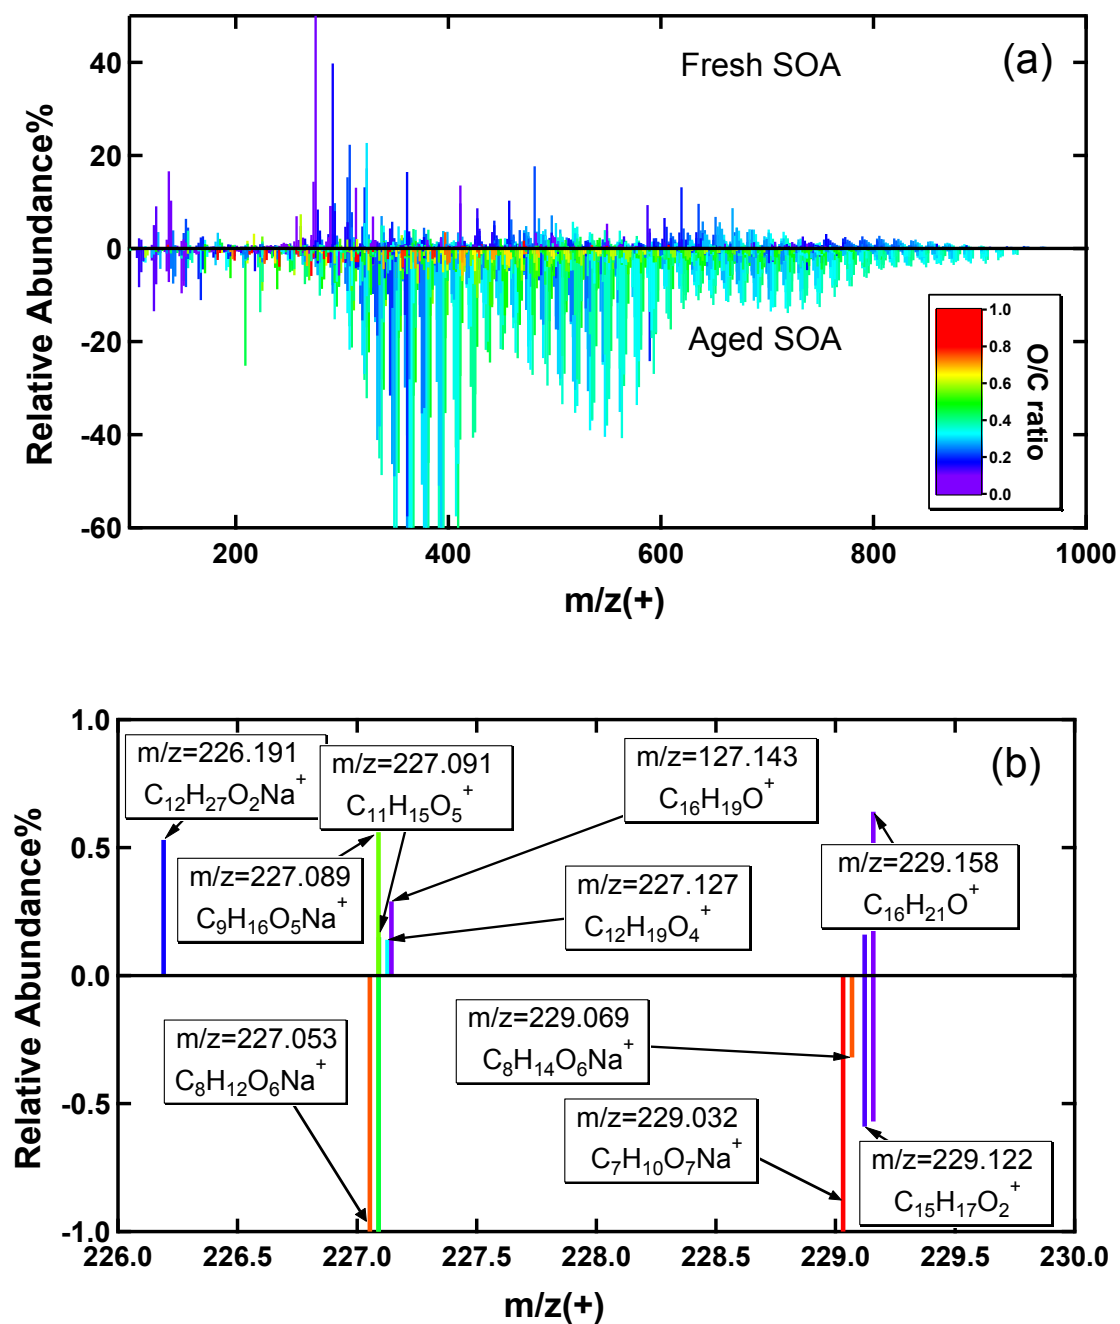 (a)
Fresh SOA
Aged SOA
Relative Abundance%
40
20
0
-20
-40
-60
200
400
600
800
1000
m/z(+)
1.0
0.8
0.6
0.4
0.2
0.0
O/C ratio
(b)
Relative Abundance%
1.0
0.5
0.0
-0.5
-1.0
m/z=226.191
C₁₂H₂₇O₂Na⁺
m/z=227.091
C₁₁H₁₅O₅⁺
m/z=127.143
C₁₆H₁₉O⁺
m/z=227.089
C₉H₁₆O₅Na⁺
m/z=227.127
C₁₂H₁₉O₄⁺
m/z=229.158
C₁₆H₂₁O⁺
m/z=227.053
C₈H₁₂O₆Na⁺
m/z=229.069
C₈H₁₄O₆Na⁺
m/z=229.032
C₇H₁₀O₇Na⁺
m/z=229.122
C₁₅H₁₇O₂⁺
226.0
226.5
227.0
227.5
228.0
228.5
229.0
229.5
230.0
m/z(+)